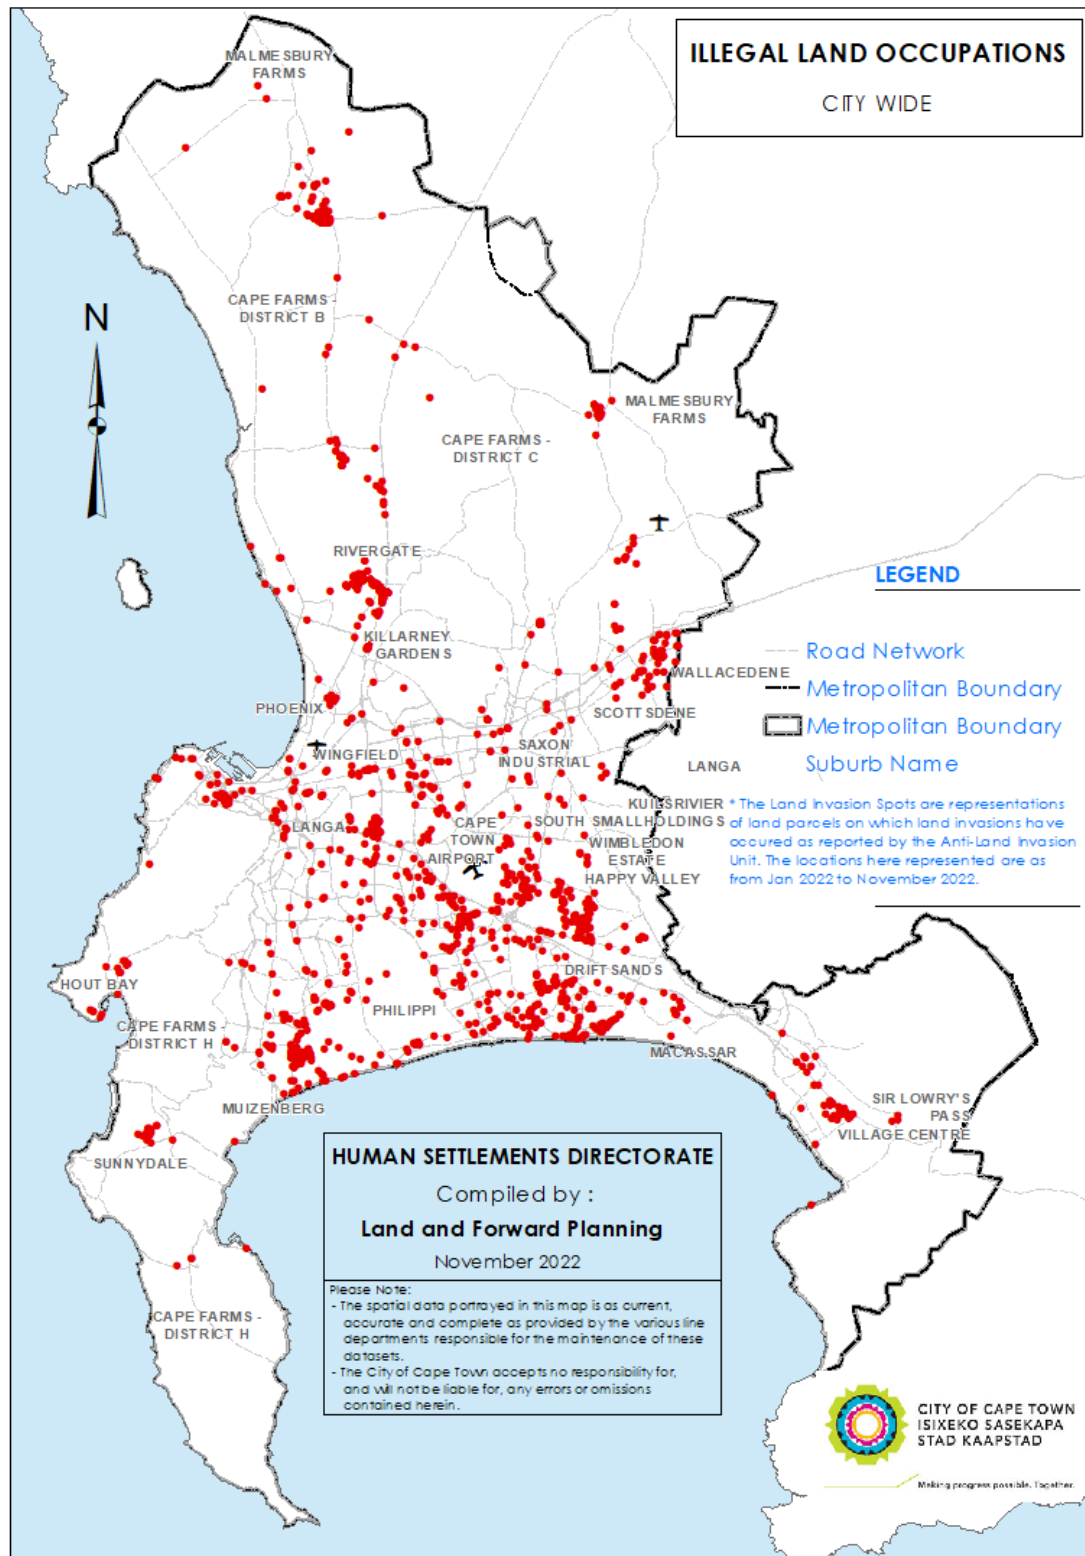 ILLEGAL LAND OCCUPATIONS
CITY WIDE
MALMESBURY
FARMS
N
CAPE FARMS -
DISTRICT B
MALMESBURY
FARMS
CAPE FARMS -
DISTRICT C
RIVERGATE
KILLARNEY
GARDENS
WALLACEDENE
PHOENIX
SCOTTSDENE
WINGFIELD
SAXON
INDUSTRIAL
KUILSRIVIER
SOUTH SMALLHOLDINGS
LANGA
CAPE
TOWN
AIRPORT
WIMBLEDON
ESTATE
HAPPY VALLEY
LEGEND
Road Network
Metropolitan Boundary
Metropolitan Boundary
LANGA Suburb Name
* The Land Invasion Spots are representations
of land parcels on which land invasions have
occured as reported by the Anti-Land Invasion
Unit. The locations here represented are as
from Jan 2022 to November 2022.
HOUT BAY
DRIFTSANDS
PHILIPPI
CAPE FARMS -
DISTRICT H
MACASSAR
MUIZENBERG
SIR LOWRY'S
PASS
VILLAGE CENTRE
SUNNYDALE
CAPE FARMS -
DISTRICT H
HUMAN SETTLEMENTS DIRECTORATE
Compiled by :
Land and Forward Planning
November 2022
Please Note:
- The spatial data portrayed in this map is as current,
accurate and complete as provided by the various line
departments responsible for the maintenance of these
datasets.
- The City of Cape Town accepts no responsibility for,
and will not be liable for, any errors or omissions
contained herein.
CITY OF CAPE TOWN
ISIXEKO SASEKAPA
STAD KAAPSTAD
Making progress possible. Together.